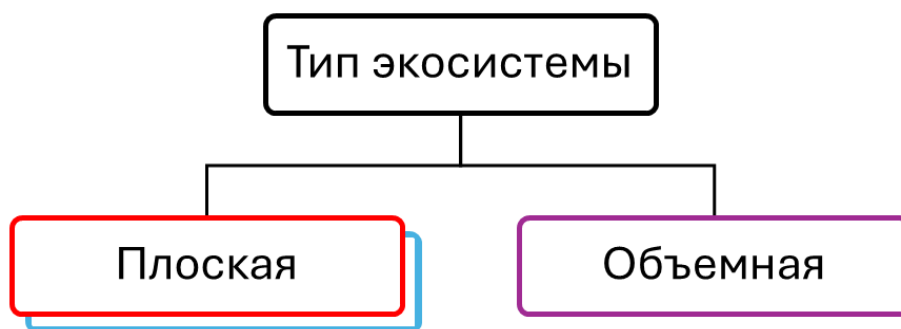 Тип экосистемы
Плоская
Объемная